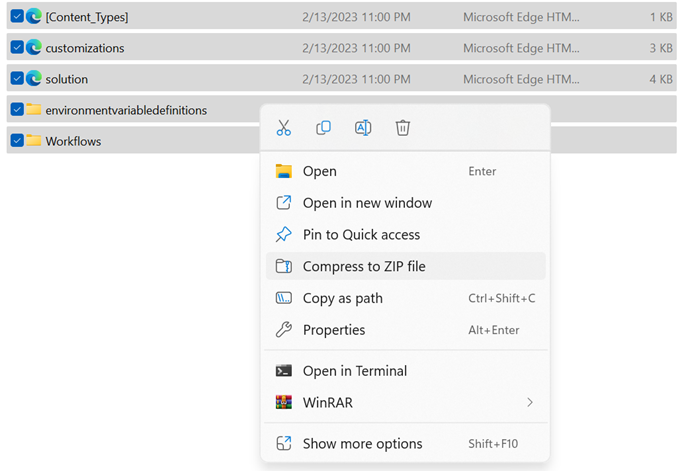 [Content_Types] 2/13/2023 11:00 PM Microsoft Edge HTM... 1 KB
customizations 2/13/2023 11:00 PM Microsoft Edge HTM... 3 KB
solution 2/13/2023 11:00 PM Microsoft Edge HTM... 4 KB
environmentvariabledefinitions
Workflows
Open Enter
Open in new window
Pin to Quick access
Compress to ZIP file
Copy as path Ctrl+Shift+C
Properties Alt+Enter
Open in Terminal
WinRAR
Show more options Shift+F10